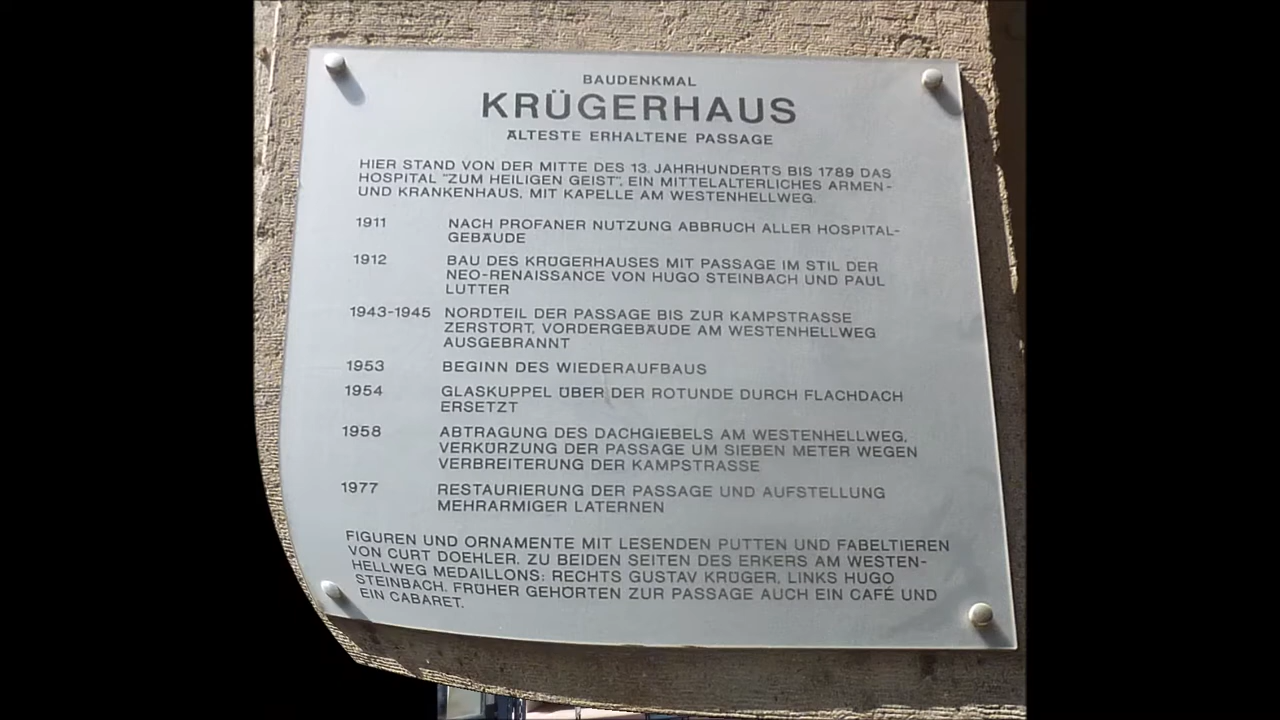 BAUDENKMAL
KRÜGERHAUS
ÄLTESTE ERHALTENE PASSAGE
HIER STAND VON DER MITTE DES 13. JAHRHUNDERTS BIS 1789 DAS
HOSPITAL "ZUM HEILIGEN GEIST", EIN MITTELALTERLICHES ARMEN-
UND KRANKENHAUS, MIT KAPELLE AM WESTENHELLWEG.
1911 NACH PROFANER NUTZUNG ABBRUCH ALLER HOSPITAL-
GEBÄUDE
1912 BAU DES KRÜGERHAUSES MIT PASSAGE IM STIL DER
NEO-RENAISSANCE VON HUGO STEINBACH UND PAUL
LUTTER
1943-1945 NORDTEIL DER PASSAGE BIS ZUR KAMPSTRASSE
ZERSTÖRT, VORDERGEBÄUDE AM WESTENHELLWEG
AUSGEBRANNT
1953 BEGINN DES WIEDERAUFBAUS
1954 GLASKUPPEL ÜBER DER ROTUNDE DURCH FLACHDACH
ERSETZT
1958 ABTRAGUNG DES DACHGIEBELS AM WESTENHELLWEG,
VERKÜRZUNG DER PASSAGE UM SIEBEN METER WEGEN
VERBREITERUNG DER KAMPSTRASSE
1977 RESTAURIERUNG DER PASSAGE UND AUFSTELLUNG
MEHRARMIGER LATERNEN
FIGUREN UND ORNAMENTE MIT LESENDEN PUTTEN UND FABELTIEREN
VON CURT DOEHLER. ZU BEIDEN SEITEN DES ERKERS AM WESTEN-
HELLWEG MEDAILLONS: RECHTS GUSTAV KRÜGER, LINKS HUGO
STEINBACH. FRÜHER GEHÖRTEN ZUR PASSAGE AUCH EIN CAFÉ UND
EIN CABARET.